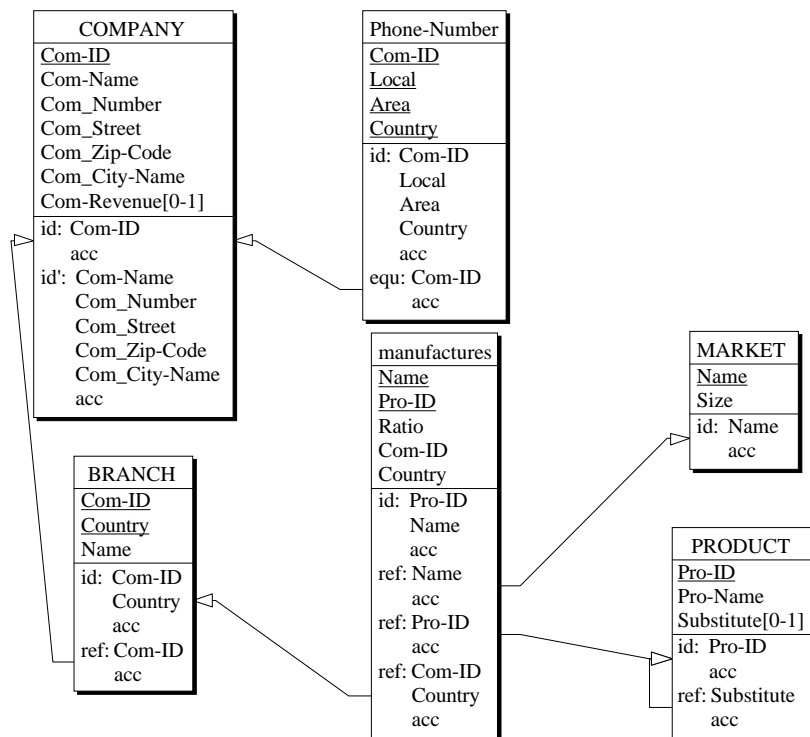 COMPANY
Com-ID
Com-Name
Com_Number
Com_Street
Com_Zip-Code
Com_City-Name
Com-Revenue[0-1]
id: Com-ID
acc
id': Com-Name
Com_Number
Com_Street
Com_Zip-Code
Com_City-Name
acc
Phone-Number
Com-ID
Local
Area
Country
id: Com-ID
Local
Area
Country
acc
equ: Com-ID
acc
manufactures
Name
Pro-ID
Ratio
Com-ID
Country
id: Pro-ID
Name
acc
ref: Name
acc
ref: Pro-ID
acc
ref: Com-ID
Country
acc
MARKET
Name
Size
id: Name
acc
BRANCH
Com-ID
Country
Name
id: Com-ID
Country
acc
ref: Com-ID
acc
PRODUCT
Pro-ID
Pro-Name
Substitute[0-1]
id: Pro-ID
acc
ref: Substitute
acc